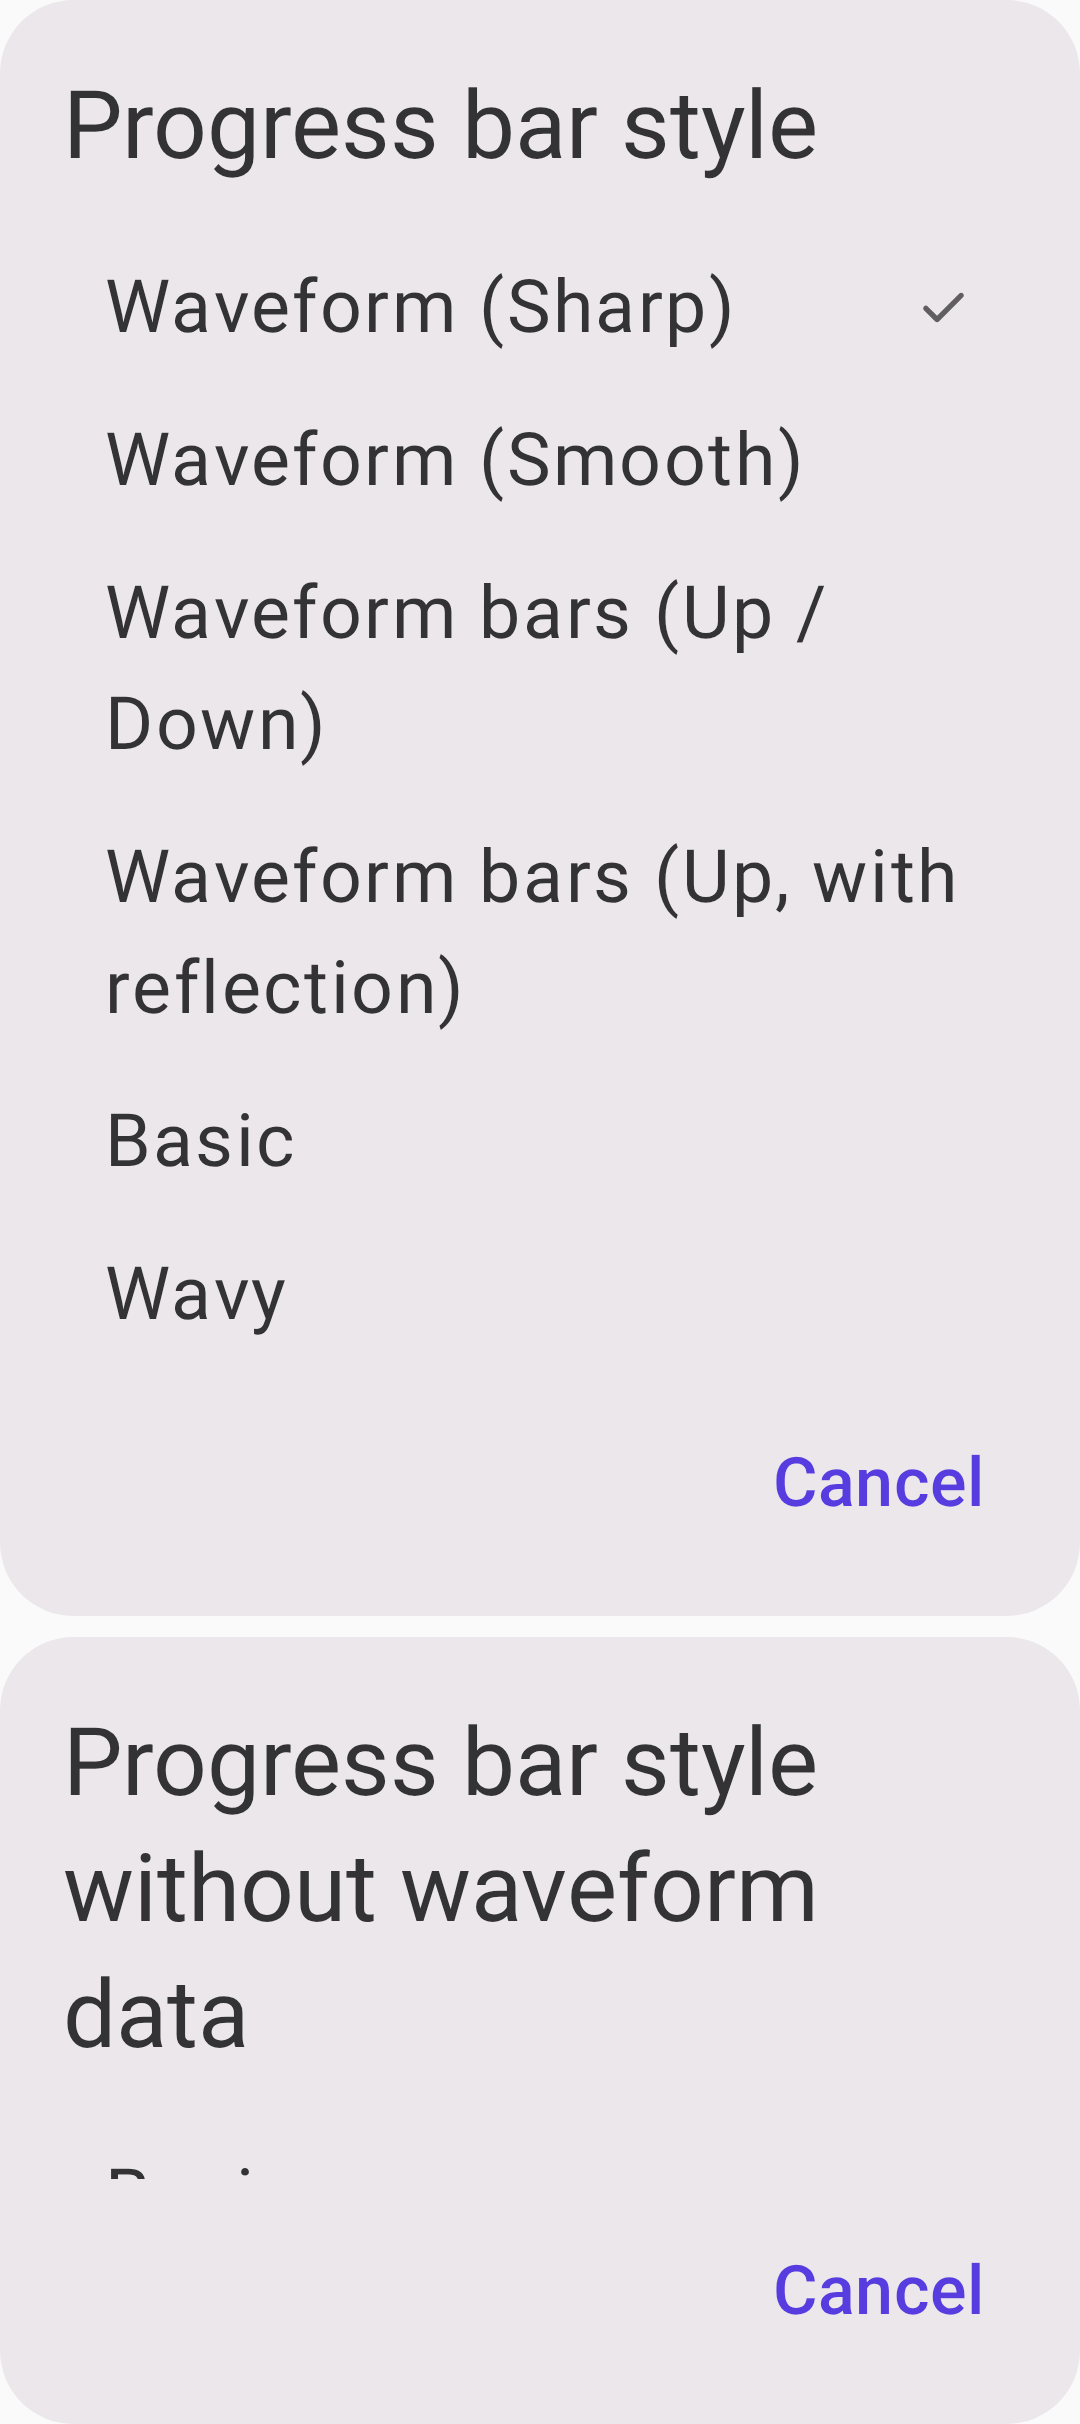 Progress bar style
Waveform (Sharp)
Waveform (Smooth)
Waveform bars (Up /
Down)
Waveform bars (Up, with
reflection)
Basic
Wavy
Cancel
Progress bar style
without waveform
data
Cancel